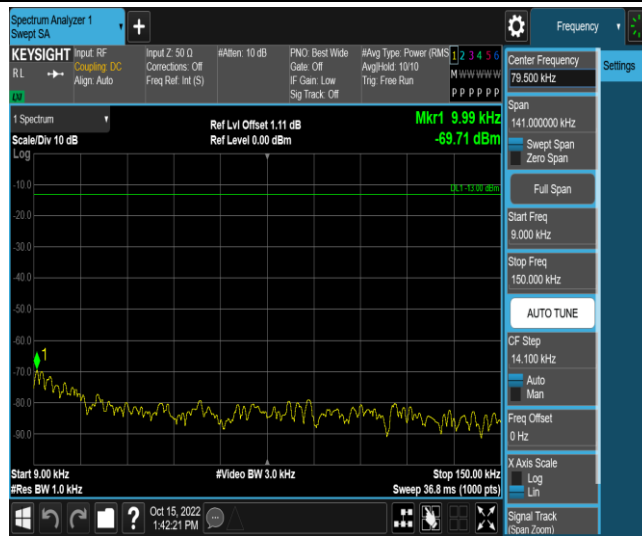 Spectrum Analyzer 1
Swept SA
+
Frequency
KEYSIGHT
RL
LXI
Input: RF
Coupling: DC
Align: Auto
Input Z: 50 Ω
Corrections: Off
Freq Ref: Int (S)
#Atten: 10 dB
PNO: Best Wide
Gate: Off
IF Gain: Low
Sig Track: Off
#Avg Type: Power (RMS
Avg|Hold: 10/10
Trig: Free Run
1 2 3 4 5 6
M W W W W W
P P P P P P
1 Spectrum
Scale/Div 10 dB
Log
Ref Lvl Offset 1.11 dB
Ref Level 0.00 dBm
Mkr1 9.99 kHz
-69.71 dBm
DL1 -13.00 dBm
-10.0
-20.0
-30.0
-40.0
-50.0
-60.0
-70.0
-80.0
-90.0
1
Start 9.00 kHz
#Res BW 1.0 kHz
#Video BW 3.0 kHz
Stop 150.00 kHz
Sweep 36.8 ms (1000 pts)
?
Oct 15, 2022
1:42:21 PM
Center Frequency
79.500 kHz
Settings
Span
141.000000 kHz
Swept Span
Zero Span
Full Span
Start Freq
9.000 kHz
Stop Freq
150.000 kHz
AUTO TUNE
CF Step
14.100 kHz
Auto
Man
Freq Offset
0 Hz
X Axis Scale
Log
Lin
Signal Track
(Span Zoom)